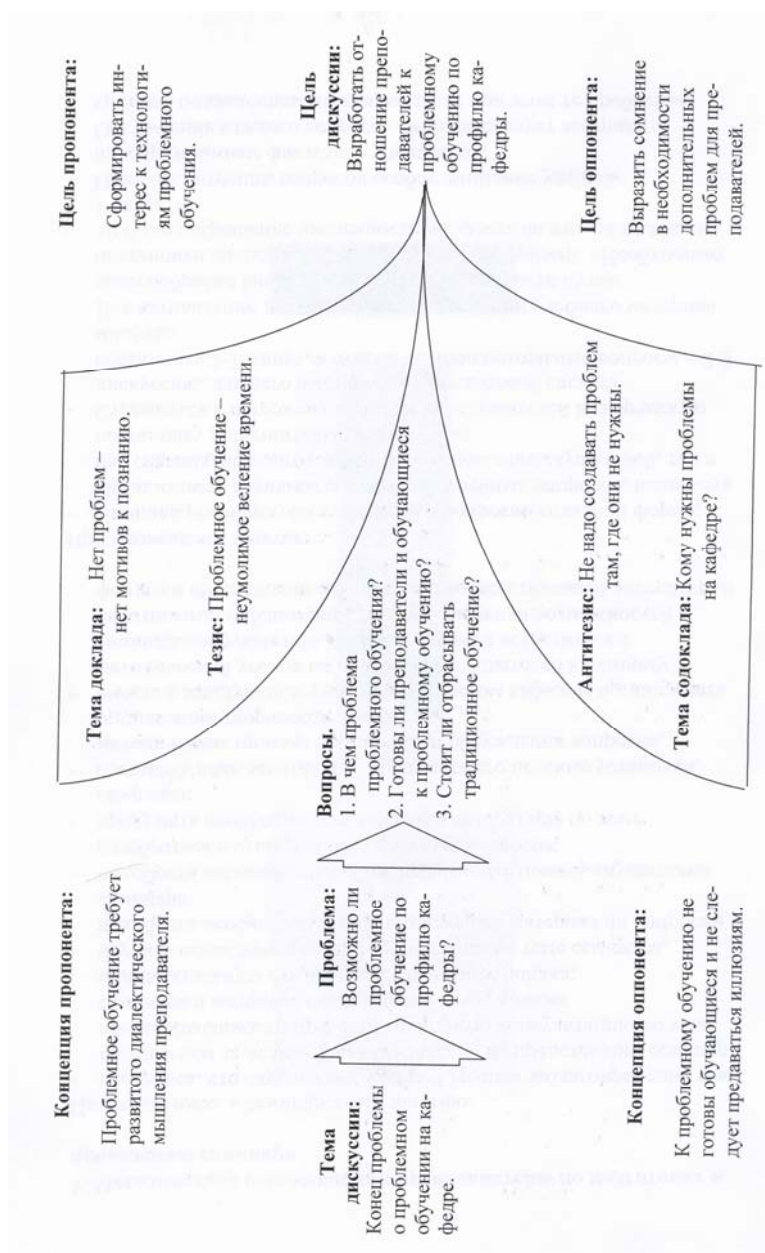 Концепция пропонента:
Проблемное обучение требует
развитого диалектического
мышления преподавателя.
Тема
дискуссии:
Конец проблемы
о проблемном
обучении на ка-
федре.
Проблема:
Возможно ли
проблемное
обучение по
профилю ка-
федры?
Концепция оппонента:
К проблемному обучению не
готовы обучающиеся и не сле-
дует предаваться иллюзиям.
Тема доклада: Нет проблем –
нет мотивов к познанию.
Тезис: Проблемное обучение –
неумолимое веление времени.
Вопросы.
1. В чем проблема
проблемного обучения?
2. Готовы ли преподаватели и обучающиеся
к проблемному обучению?
3. Стоит ли отбрасывать
традиционное обучение?
Антитезис: Не надо создавать проблем
там, где они не нужны
Тема содоклада: Кому нужны проблемы
на кафедре?
Цель пропонента:
Сформировать ин-
терес к технологи-
ям проблемного
обучения.
Цель
дискуссии:
Выработать от-
ношение препо-
давателей к
проблемному
обучению по
профилю ка-
федры.
Цель оппонента:
Выразить сомнение
в необходимости
дополнительных
проблем для пре-
подавателей.